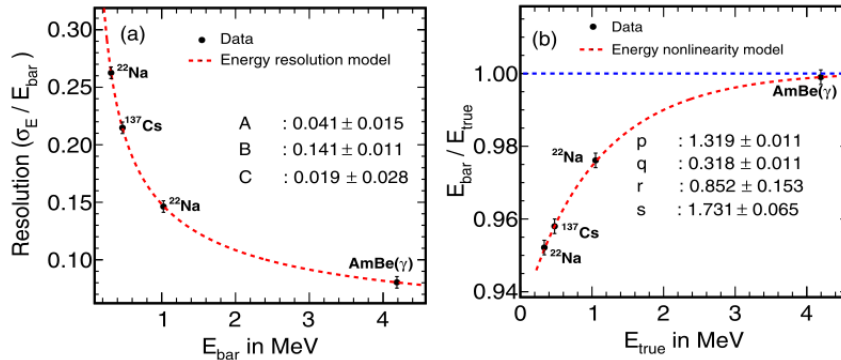 (a)
Data
Energy resolution model
²²Na
¹³⁷Cs
²²Na
AmBe(γ)
A : 0.041 ± 0.015
B : 0.141 ± 0.011
C : 0.019 ± 0.028
0.30
0.25
0.20
0.15
0.10
Resolution (σ_E / E_bar)
1 2 3 4
E_bar in MeV
(b)
Data
Energy nonlinearity model
AmBe(γ)
²²Na
¹³⁷Cs
²²Na
p : 1.319 ± 0.011
q : 0.318 ± 0.011
r : 0.852 ± 0.153
s : 1.731 ± 0.065
1.00
0.98
0.96
0.94
E_bar / E_true
0 1 2 3 4
E_true in MeV